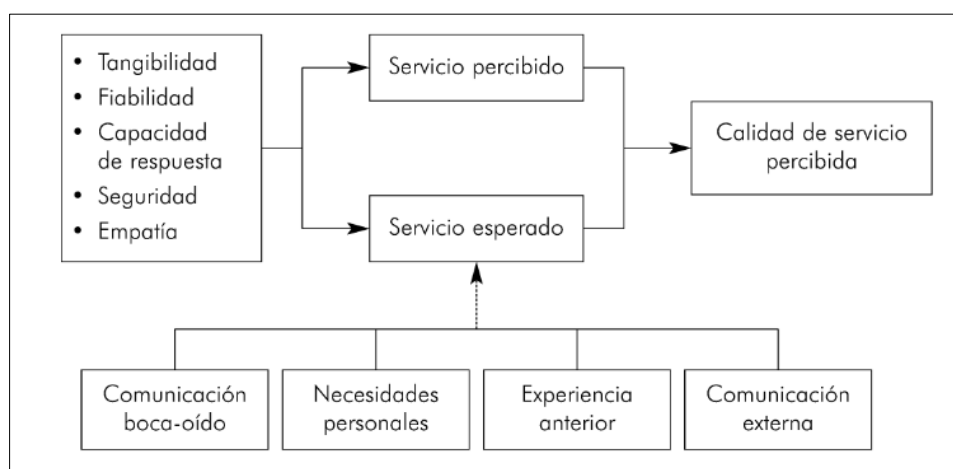 • Tangibilidad
• Fiabilidad
• Capacidad
de respuesta
• Seguridad
• Empatía
Servicio percibido
Servicio esperado
Calidad de servicio
percibida
Comunicación
boca-oído
Necesidades
personales
Experiencia
anterior
Comunicación
externa